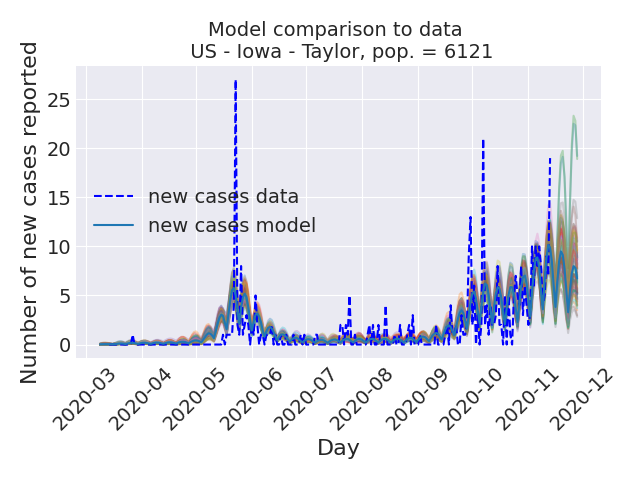 Model comparison to data
US - Iowa - Taylor, pop. = 6121
Number of new cases reported
25
20
15
10
5
0
new cases data
new cases model
2020-03
2020-04
2020-05
2020-06
2020-07
2020-08
2020-09
2020-10
2020-11
2020-12
Day